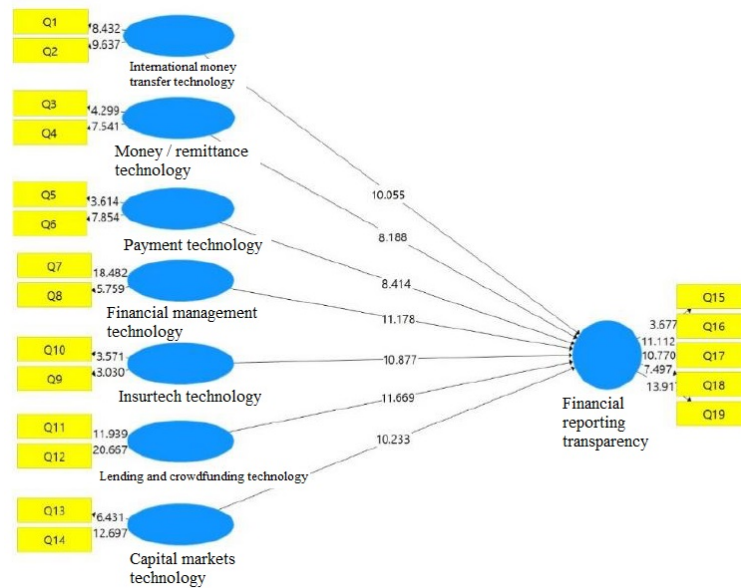 Q1
8.432
Q2
9.637
International money
transfer technology
Q3
4.299
Q4
7.541
Money / remittance
technology
Q5
3.614
Q6
7.854
Payment technology
Q7
18.482
Q8
5.759
Financial management
technology
Q10
3.571
Q9
3.030
Insurtech technology
Q11
11.939
Q12
20.667
Lending and crowdfunding technology
Q13
6.431
Q14
12.697
Capital markets
technology
10.055
8.188
8.414
11.178
10.877
11.669
10.233
Financial
reporting
transparency
Q15
3.677
Q16
11.112
Q17
10.770
Q18
7.497
Q19
13.917